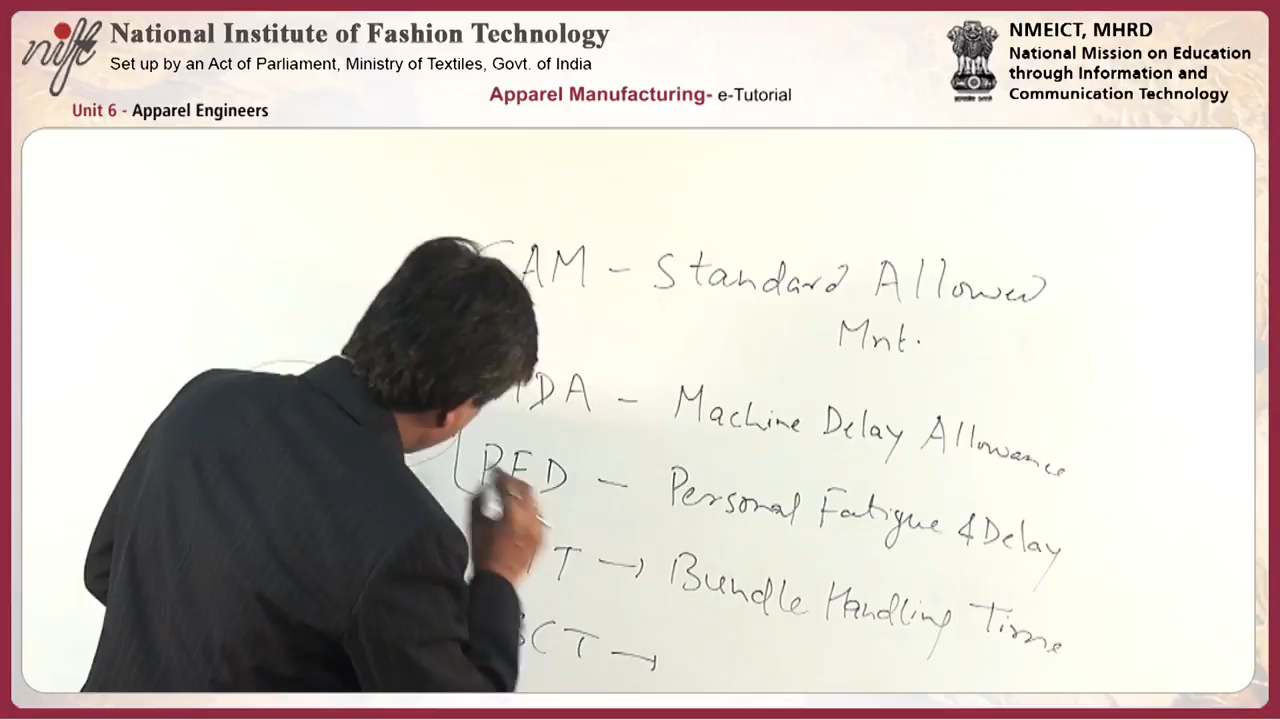 nift
National Institute of Fashion Technology
Set up by an Act of Parliament, Ministry of Textiles, Govt. of India
NMEICT, MHRD
National Mission on Education
through Information and
Communication Technology
Apparel Manufacturing- e-Tutorial
Unit 6 - Apparel Engineers
AM - Standard Allowed
Mnt.
DA - Machine Delay Allowance
PFD - Personal Fatigue & Delay
T → Bundle Handling Time
CT →